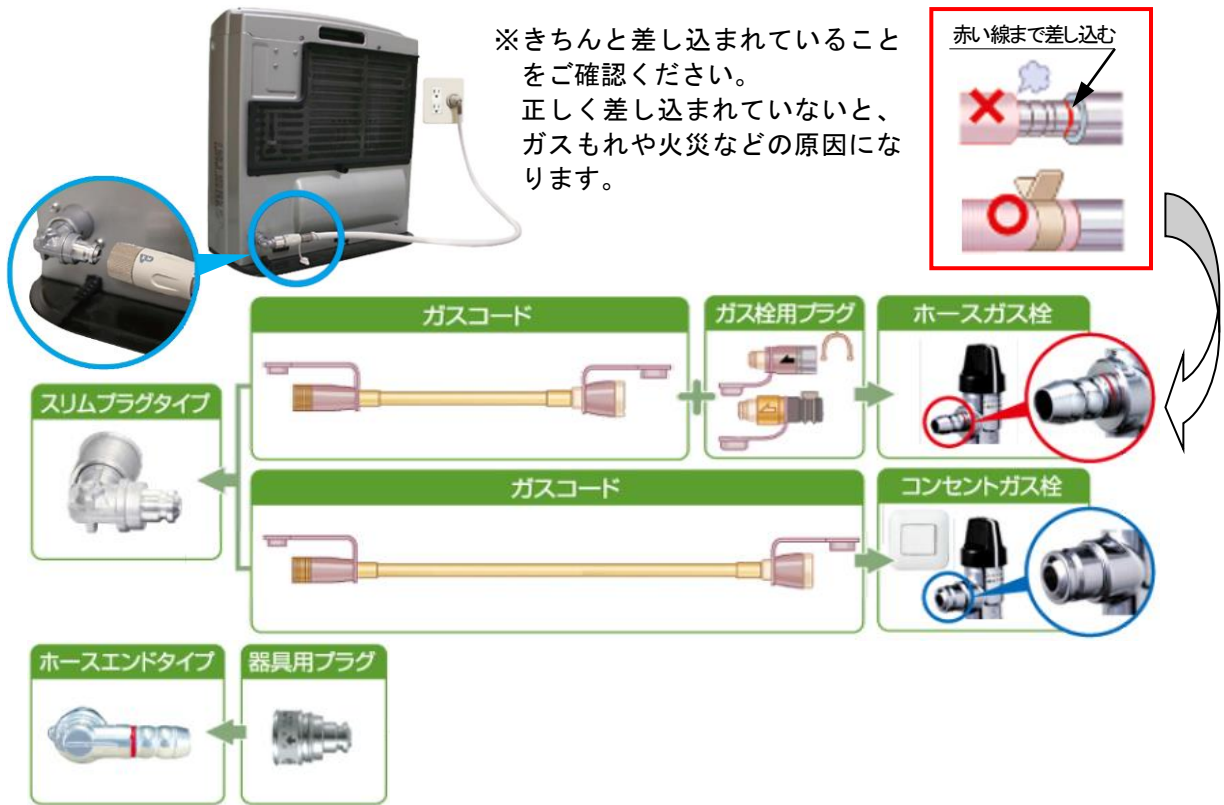 ※きちんと差し込まれていること
をご確認ください。
正しく差し込まれていないと、
ガスもれや火災などの原因にな
ります。
赤い線まで差し込む
ガスコード
ガス栓用プラグ
ホースガス栓
スリムプラグタイプ
ガスコード
コンセントガス栓
ホースエンドタイプ
器具用プラグ